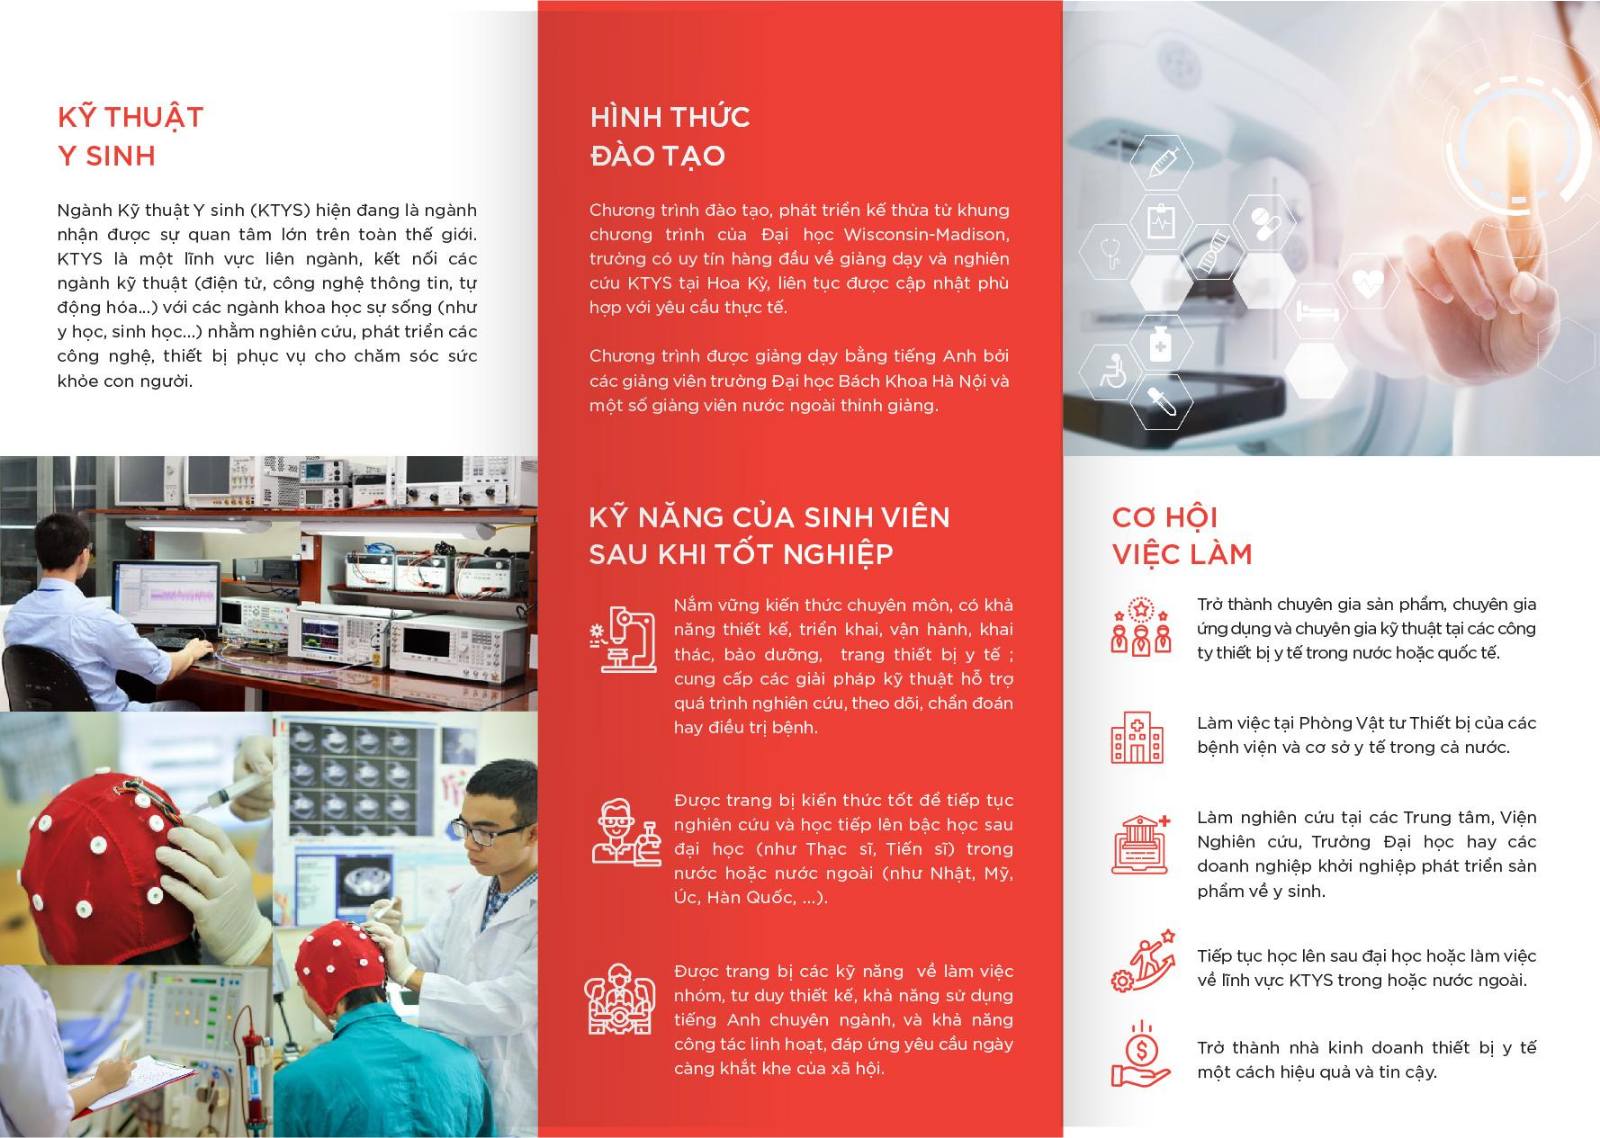 KỸ THUẬT
Y SINH
Ngành Kỹ thuật Y sinh (KTYS) hiện đang là ngành
nhận được sự quan tâm lớn trên toàn thế giới.
KTYS là một lĩnh vực liên ngành, kết nối các
ngành kỹ thuật (điện tử, công nghệ thông tin, tự
động hóa...) với các ngành khoa học sự sống (như
y học, sinh học...) nhằm nghiên cứu, phát triển các
công nghệ, thiết bị phục vụ cho chăm sóc sức
khỏe con người.
HÌNH THỨC
ĐÀO TẠO
Chương trình đào tạo, phát triển kế thừa từ khung
chương trình của Đại học Wisconsin-Madison,
trường có uy tín hàng đầu về giảng dạy và nghiên
cứu KTYS tại Hoa Kỳ, liên tục được cập nhật phù
hợp với yêu cầu thực tế.
Chương trình được giảng dạy bằng tiếng Anh bởi
các giảng viên trường Đại học Bách Khoa Hà Nội và
một số giảng viên nước ngoài thỉnh giảng.
KỸ NĂNG CỦA SINH VIÊN
SAU KHI TỐT NGHIỆP
Nắm vững kiến thức chuyên môn, có khả
năng thiết kế, triển khai, vận hành, khai
thác, bảo dưỡng, trang thiết bị y tế ;
cung cấp các giải pháp kỹ thuật hỗ trợ
quá trình nghiên cứu, theo dõi, chẩn đoán
hay điều trị bệnh.
Được trang bị kiến thức tốt để tiếp tục
nghiên cứu và học tiếp lên bậc học sau
đại học (như Thạc sĩ, Tiến sĩ) trong
nước hoặc nước ngoài (như Nhật, Mỹ,
Úc, Hàn Quốc, ...).
Được trang bị các kỹ năng về làm việc
nhóm, tư duy thiết kế, khả năng sử dụng
tiếng Anh chuyên ngành, và khả năng
công tác linh hoạt, đáp ứng yêu cầu ngày
càng khắt khe của xã hội.
CƠ HỘI
VIỆC LÀM
Trở thành chuyên gia sản phẩm, chuyên gia
ứng dụng và chuyên gia kỹ thuật tại các công
ty thiết bị y tế trong nước hoặc quốc tế.
Làm việc tại Phòng Vật tư Thiết bị của các
bệnh viện và cơ sở y tế trong cả nước.
Làm nghiên cứu tại các Trung tâm, Viện
Nghiên cứu, Trường Đại học hay các
doanh nghiệp khởi nghiệp phát triển sản
phẩm về y sinh.
Tiếp tục học lên sau đại học hoặc làm việc
về lĩnh vực KTYS trong hoặc nước ngoài.
Trở thành nhà kinh doanh thiết bị y tế
một cách hiệu quả và tin cậy.